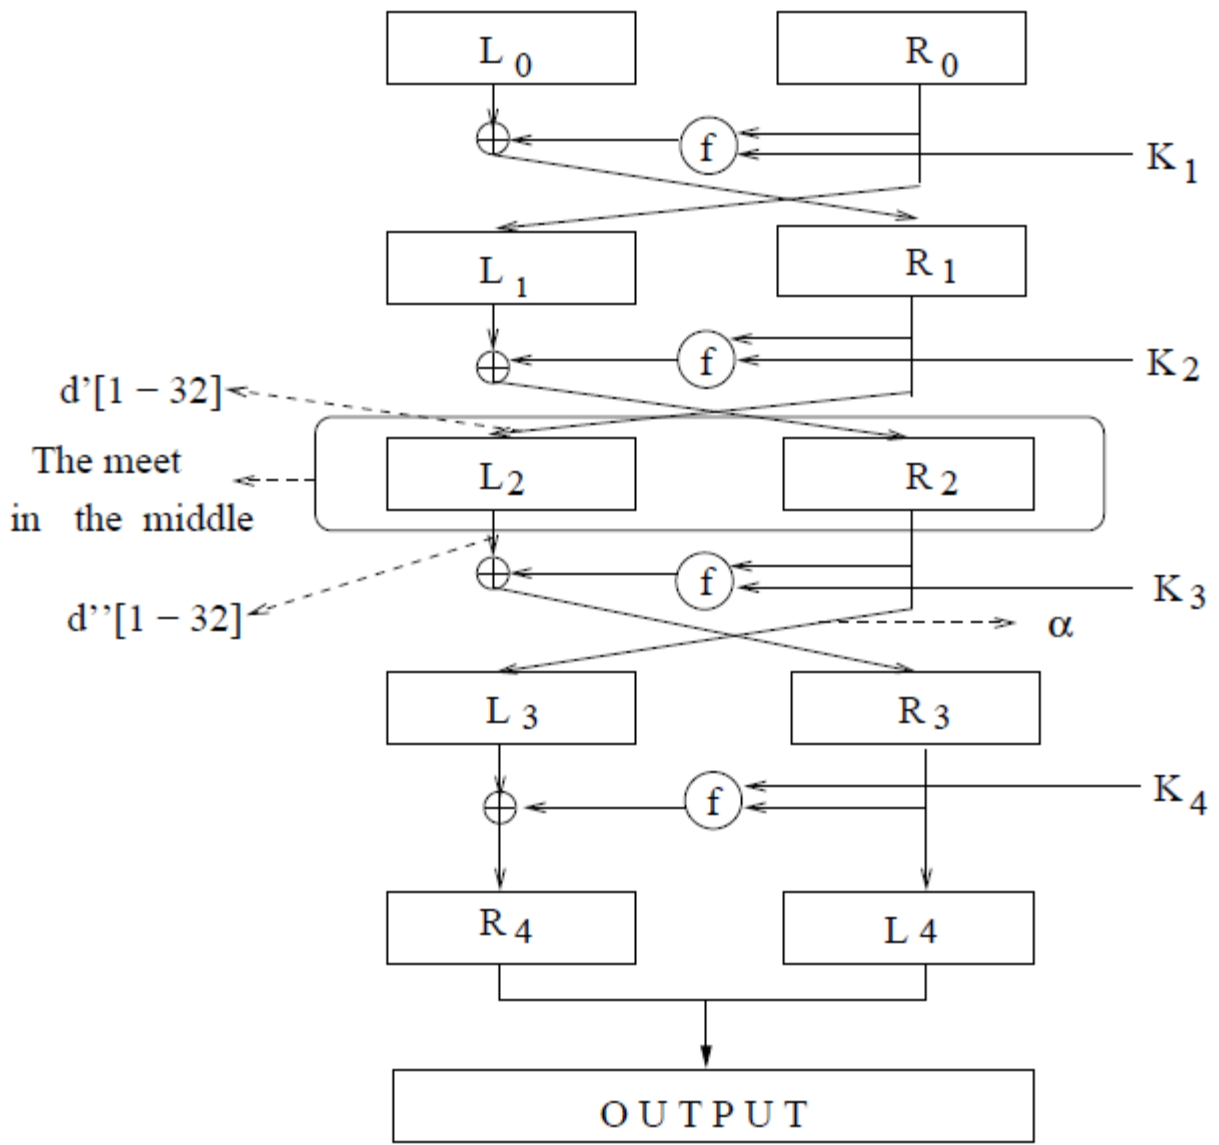 L0 R0
f
K1
L1 R1
f
K2
d'[1 − 32]
The meet
in the middle
L2 R2
f
K3
d''[1 − 32]
α
L3 R3
f
K4
R4 L4
OUTPUT